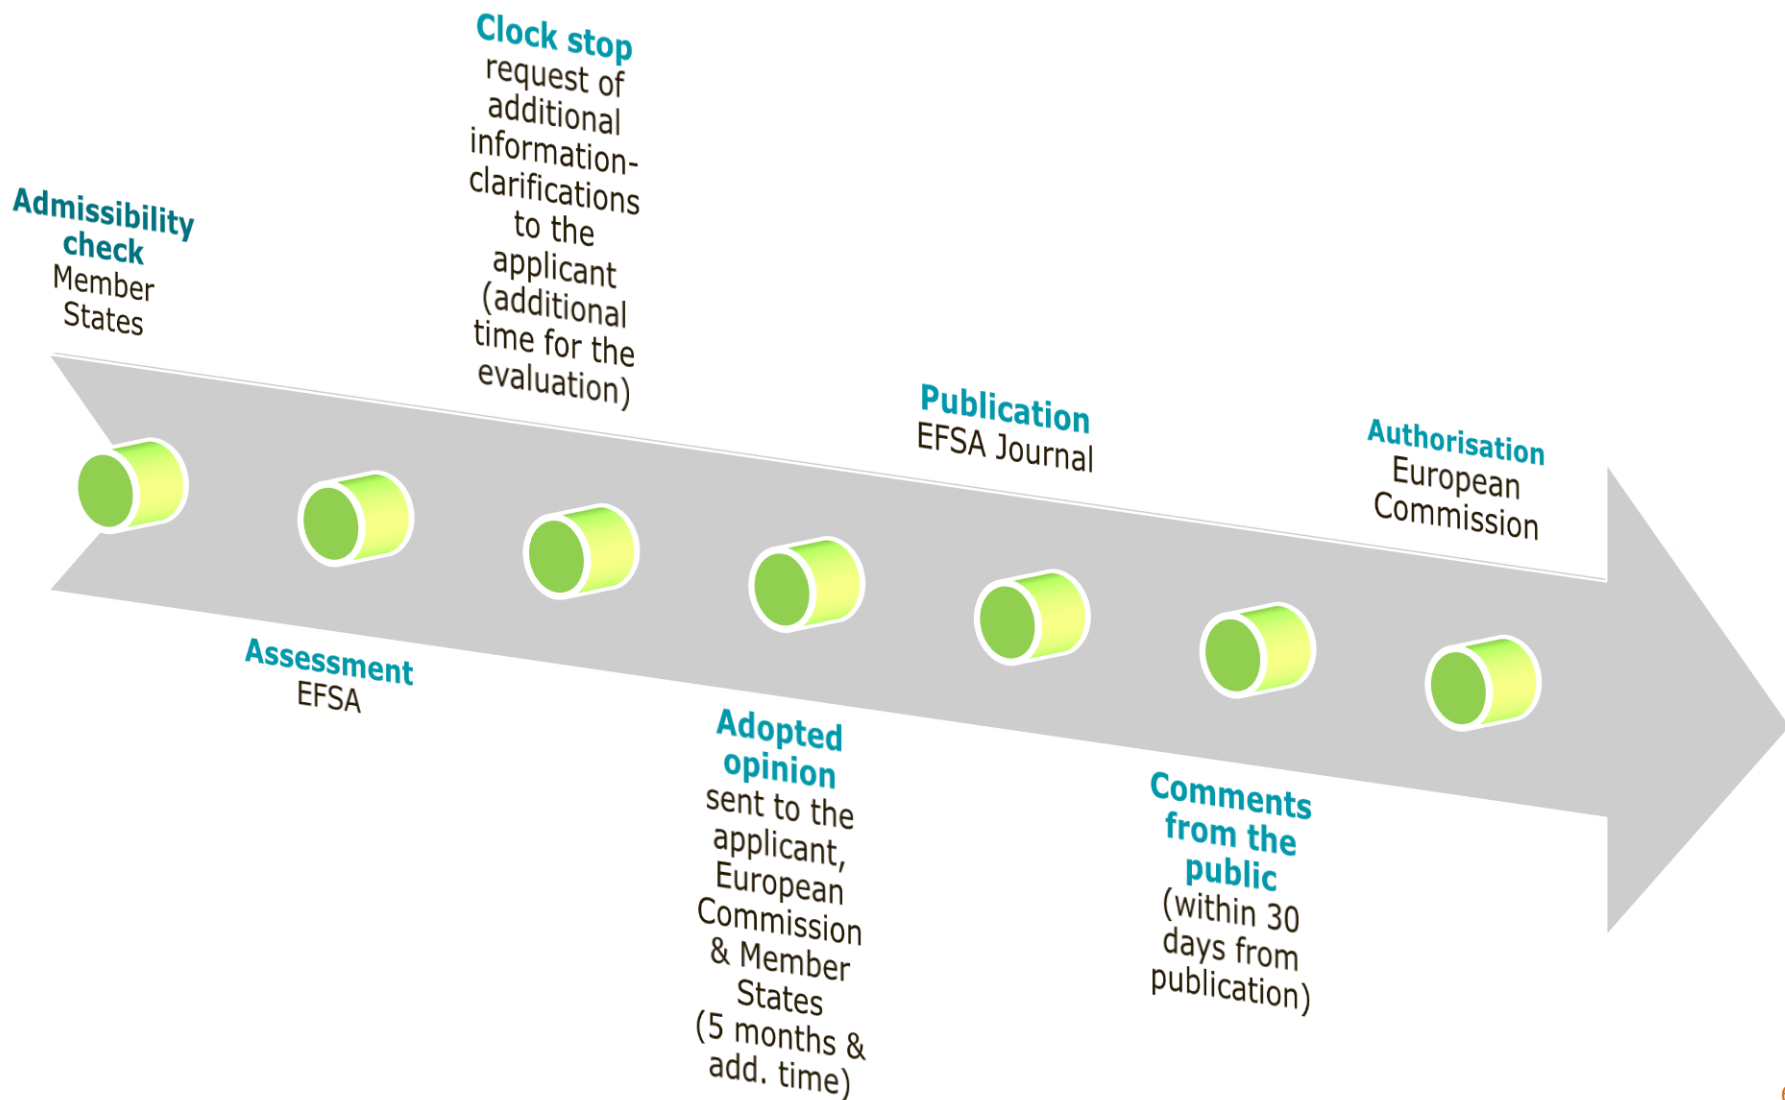 Admissibility
check
Member
States
Assessment
EFSA
Clock stop
request of
additional
information-
clarifications
to the
applicant
(additional
time for the
evaluation)
Adopted
opinion
sent to the
applicant,
European
Commission
& Member
States
(5 months &
add. time)
Publication
EFSA Journal
Comments
from the
public
(within 30
days from
publication)
Authorisation
European
Commission